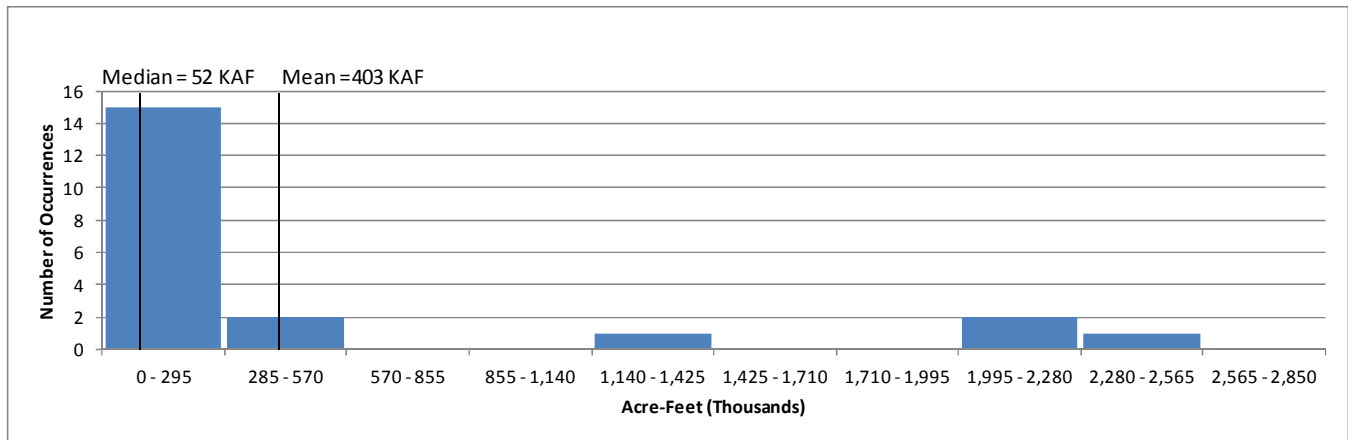 Median = 52 KAF Mean =403 KAF
16
14
12
10
8
6
4
2
0
Number of Occurrences
0 - 295 285 - 570 570 - 855 855 - 1,140 1,140 - 1,425 1,425 - 1,710 1,710 - 1,995 1,995 - 2,280 2,280 - 2,565 2,565 - 2,850
Acre-Feet (Thousands)